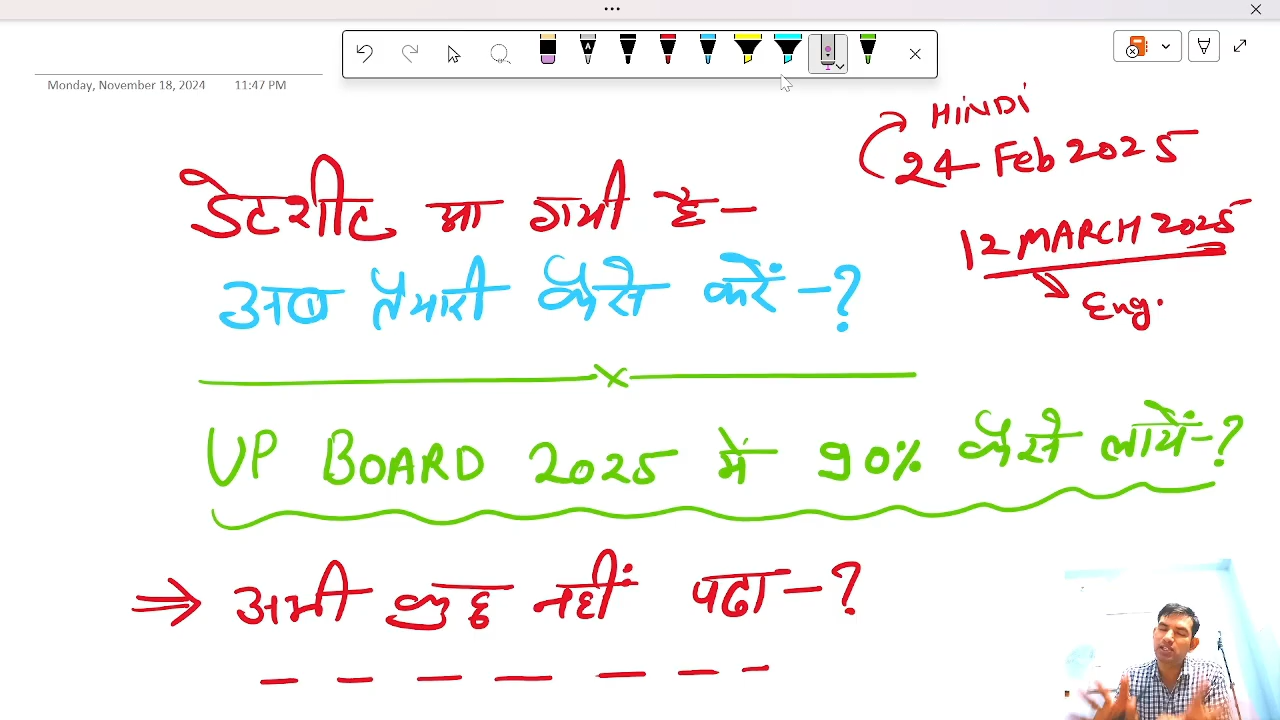 Monday, November 18, 2024 11:47 PM
HiNDi
24 Feb 2025
12 MARCH 2025
Eng.
डेटशीट आ गयी है-
अब तैयारी कैसे करें-?
UP BOARD 2025 में 90% कैसे लायें-?
⇒ अभी कुछ नहीं पढा-?